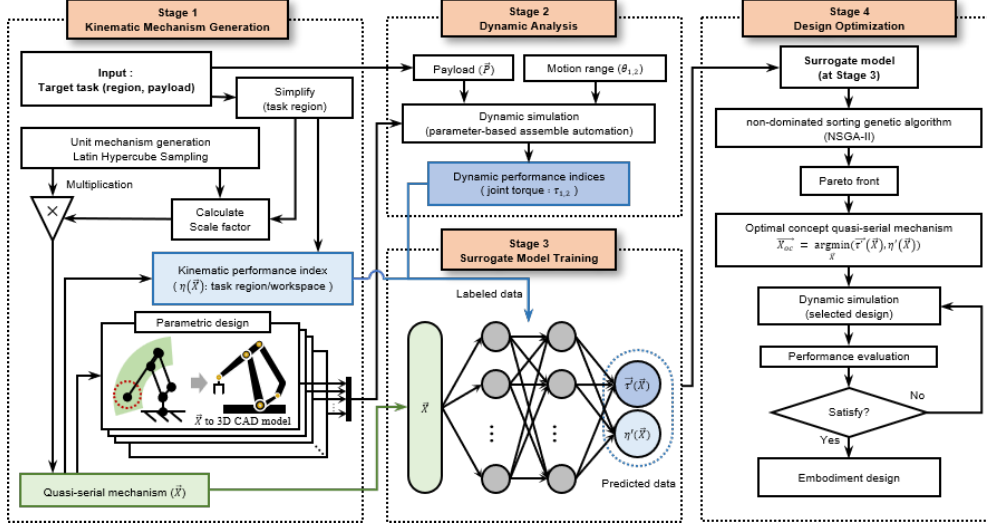 Stage 1
Kinematic Mechanism Generation
Input :
Target task (region, payload)
Simplify
(task region)
Unit mechanism generation
Latin Hypercube Sampling
Multiplication
×
Calculate
Scale factor
Kinematic performance index
( η(X⃗): task region/workspace )
Parametric design
X⃗ to 3D CAD model
Quasi-serial mechanism (X⃗)
Stage 2
Dynamic Analysis
Payload (P⃗)
Motion range (θ₁,₂)
Dynamic simulation
(parameter-based assemble automation)
Dynamic performance indices
( joint torque : τ₁,₂ )
Stage 3
Surrogate Model Training
Labeled data
X⃗
τ⃗'(X⃗)
η'(X⃗)
Predicted data
Stage 4
Design Optimization
Surrogate model
(at Stage 3)
non-dominated sorting genetic algorithm
(NSGA-II)
Pareto front
Optimal concept quasi-serial mechanism
X⃗oc = argmin(τ⃗'(X⃗), η'(X⃗))
X⃗
Dynamic simulation
(selected design)
Performance evaluation
Satisfy?
No
Yes
Embodiment design